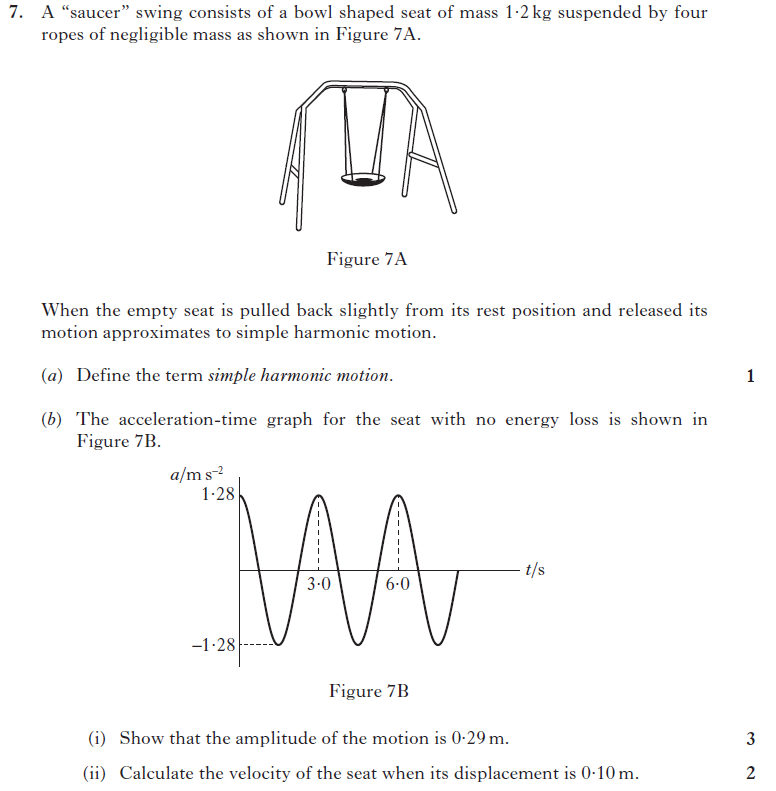 7. A “saucer” swing consists of a bowl shaped seat of mass 1·2 kg suspended by four
ropes of negligible mass as shown in Figure 7A.
Figure 7A
When the empty seat is pulled back slightly from its rest position and released its
motion approximates to simple harmonic motion.
(a) Define the term simple harmonic motion. 1
(b) The acceleration-time graph for the seat with no energy loss is shown in
Figure 7B.
a/m s⁻²
1·28
3·0 6·0 t/s
−1·28
Figure 7B
(i) Show that the amplitude of the motion is 0·29 m. 3
(ii) Calculate the velocity of the seat when its displacement is 0·10 m. 2